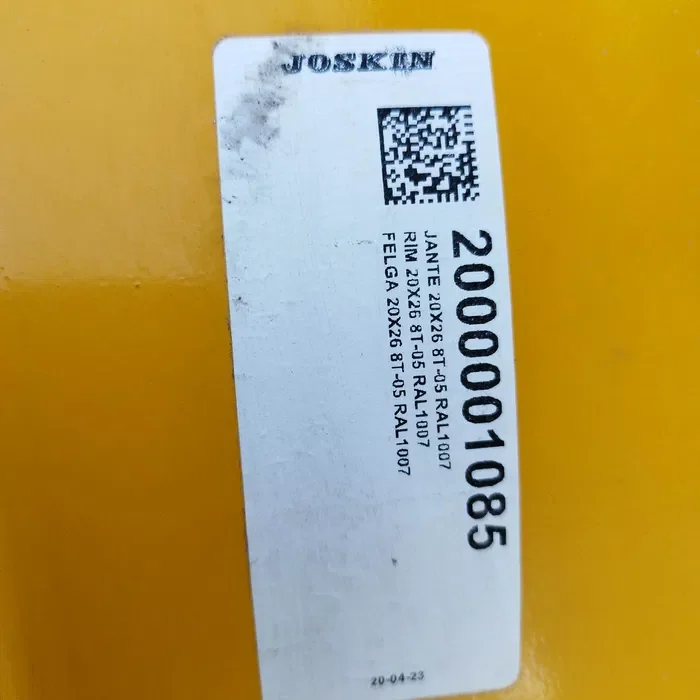 JOSKIN
2000001085
JANTE 20X26 8T-05 RAL1007
RIM 20X26 8T-05 RAL1007
FELGA 20X26 8T-05 RAL1007
20-04-23